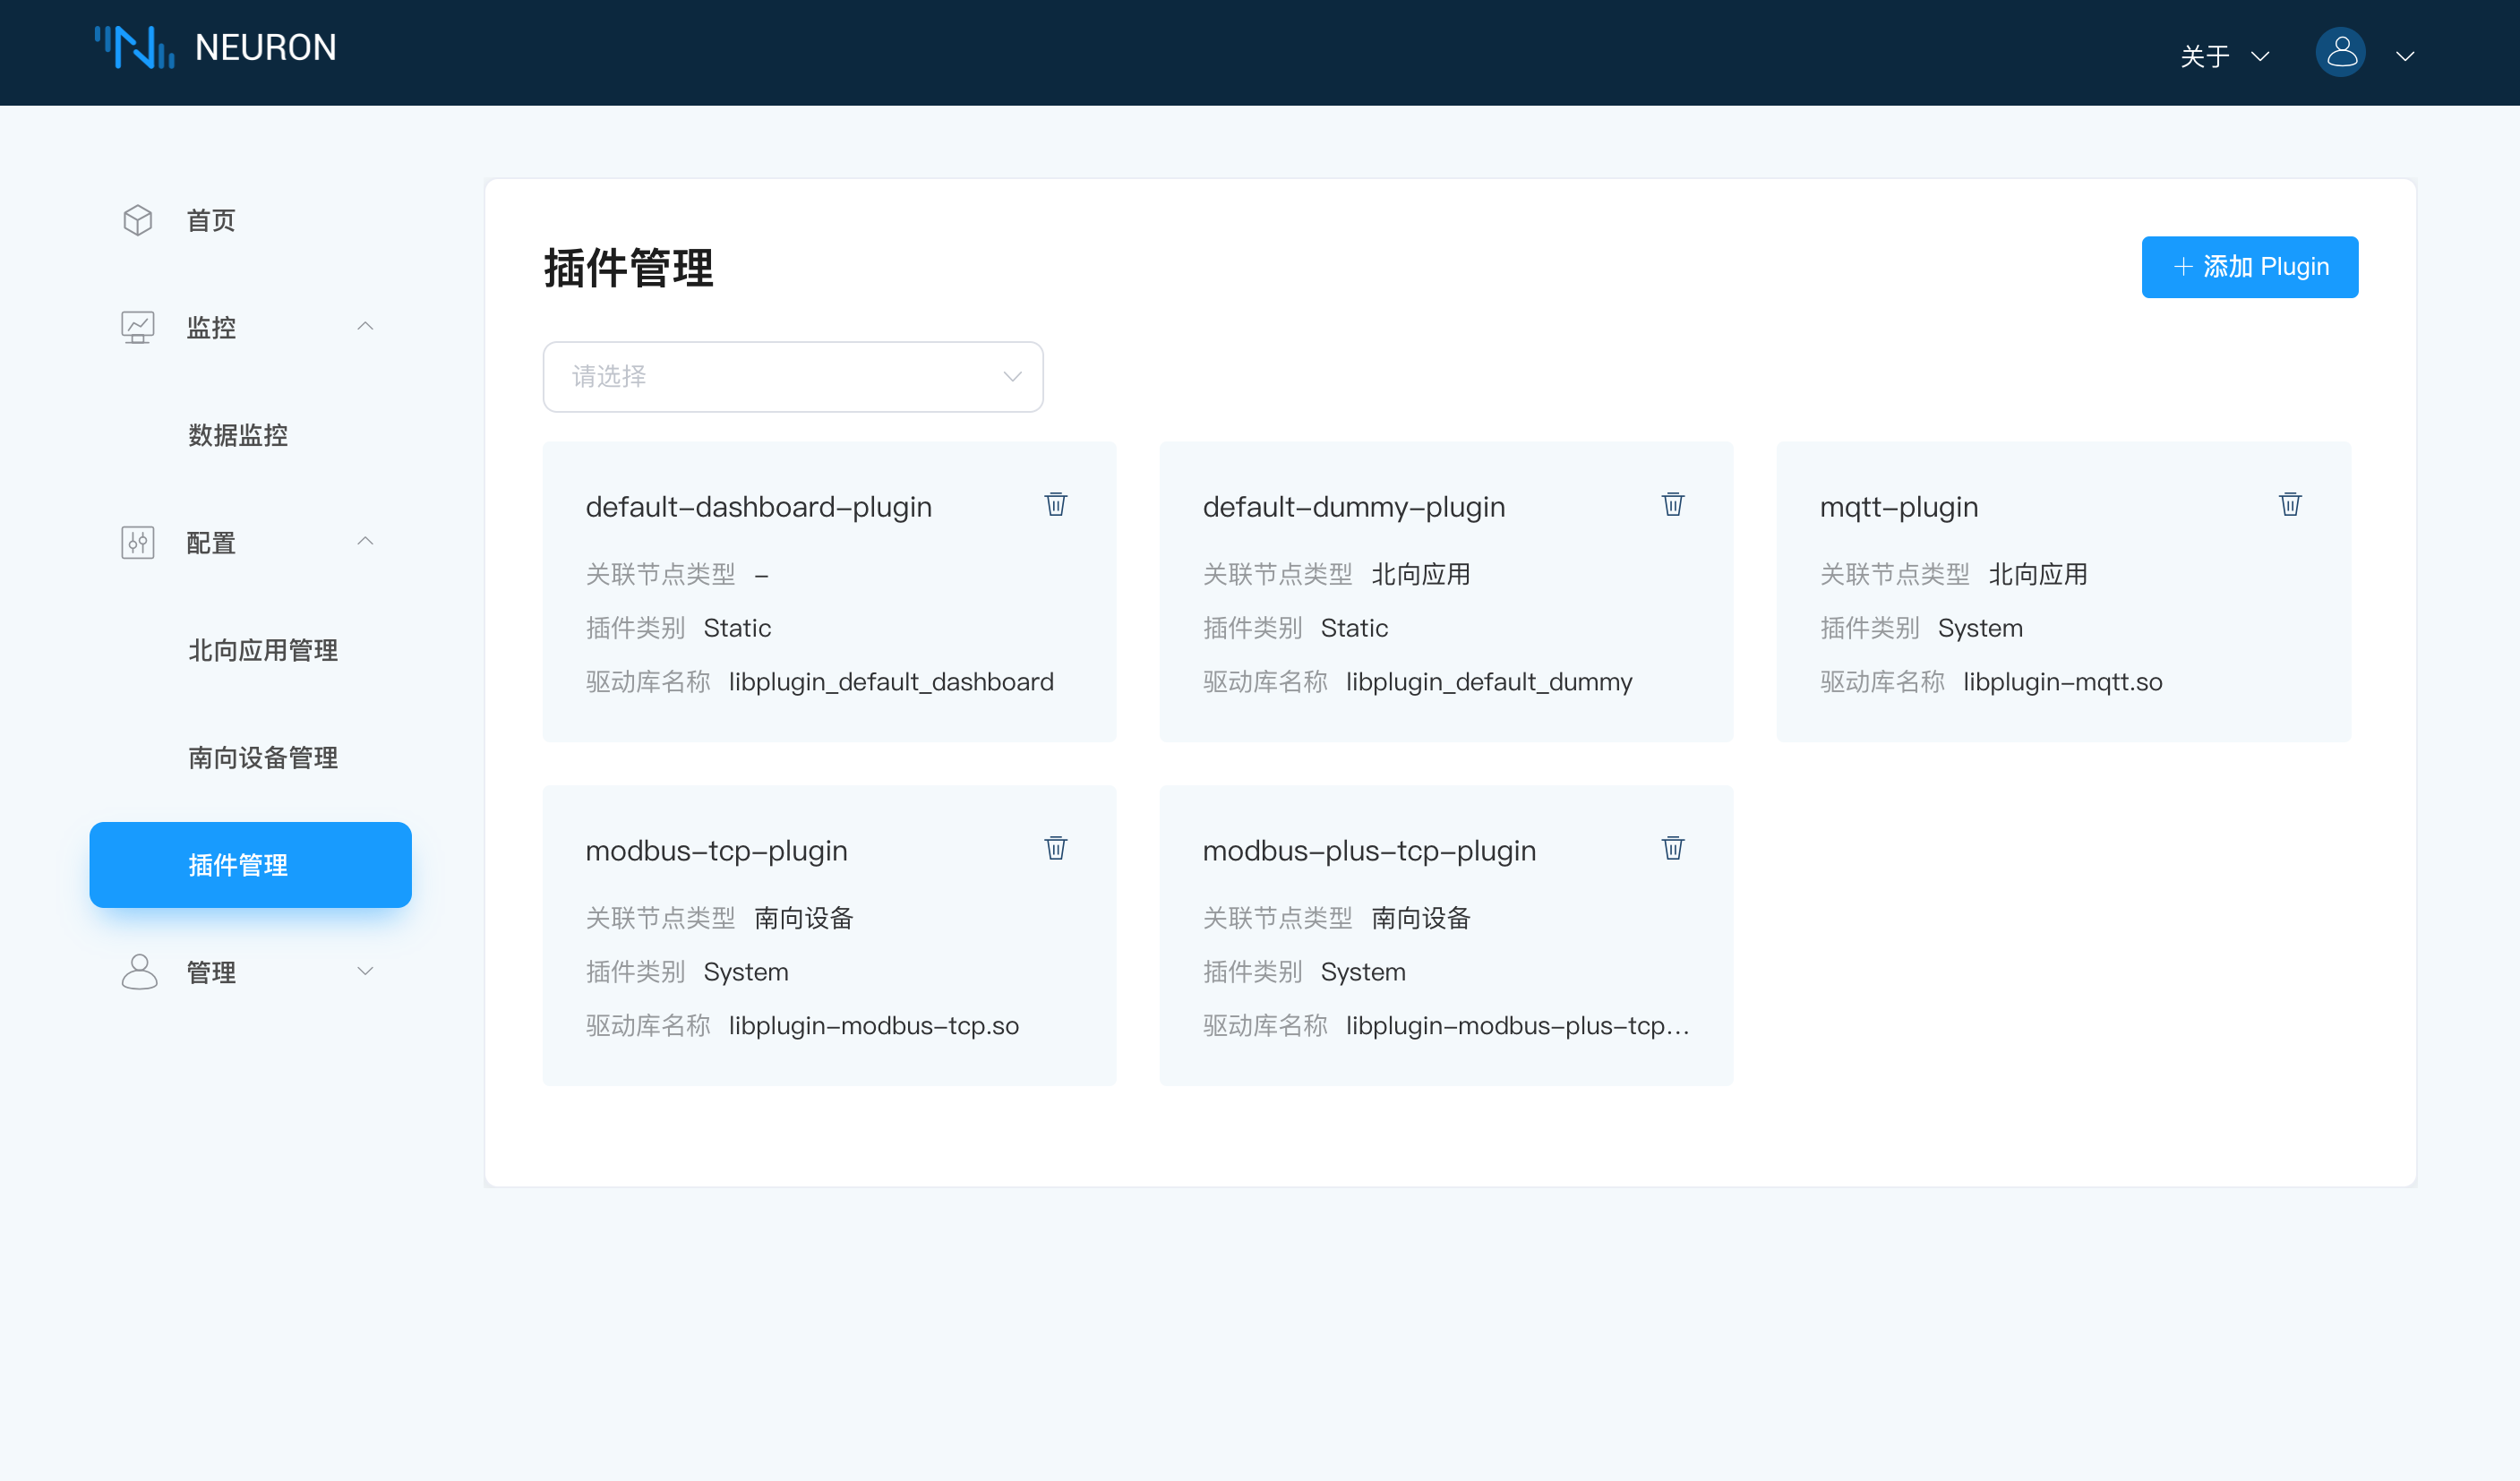 NEURON
关于
首页
监控
数据监控
配置
北向应用管理
南向设备管理
插件管理
管理
插件管理
添加 Plugin
请选择
default-dashboard-plugin
关联节点类型 -
插件类别 Static
驱动库名称 libplugin_default_dashboard
default-dummy-plugin
关联节点类型 北向应用
插件类别 Static
驱动库名称 libplugin_default_dummy
mqtt-plugin
关联节点类型 北向应用
插件类别 System
驱动库名称 libplugin-mqtt.so
modbus-tcp-plugin
关联节点类型 南向设备
插件类别 System
驱动库名称 libplugin-modbus-tcp.so
modbus-plus-tcp-plugin
关联节点类型 南向设备
插件类别 System
驱动库名称 libplugin-modbus-plus-tcp...